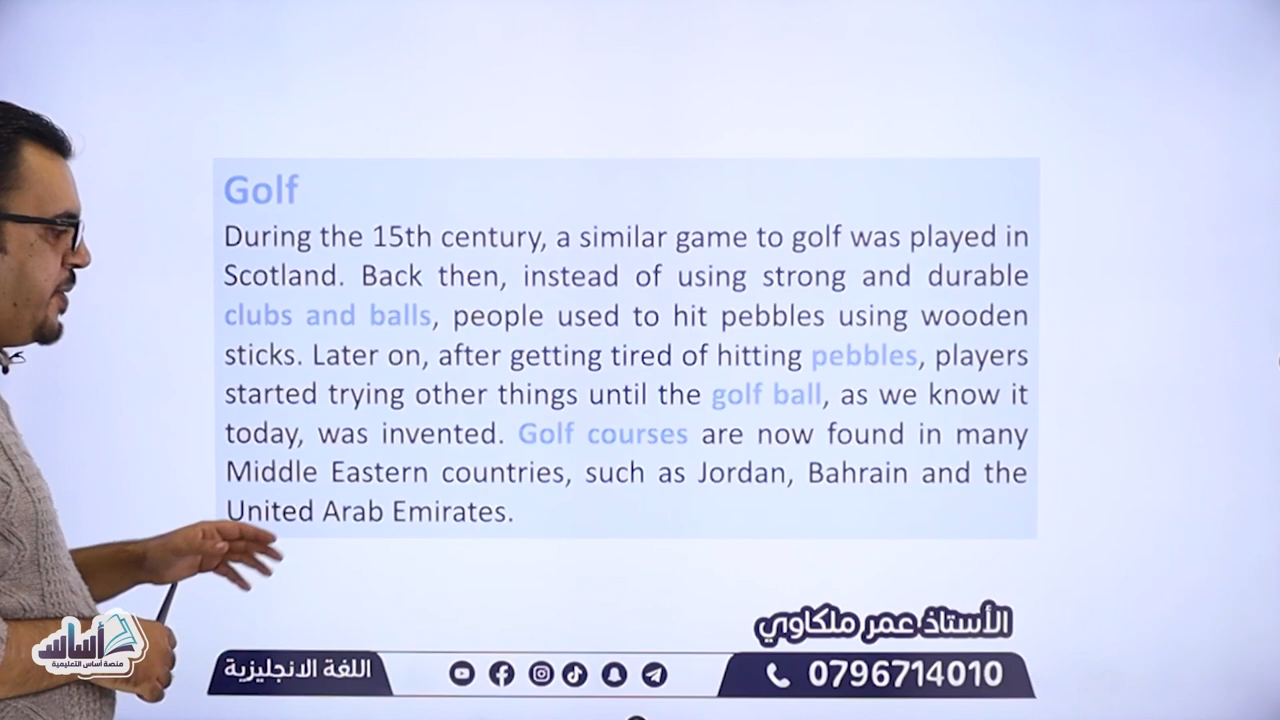 Golf
During the 15th century, a similar game to golf was played in
Scotland. Back then, instead of using strong and durable
clubs and balls, people used to hit pebbles using wooden
sticks. Later on, after getting tired of hitting pebbles, players
started trying other things until the golf ball, as we know it
today, was invented. Golf courses are now found in many
Middle Eastern countries, such as Jordan, Bahrain and the
United Arab Emirates.
الأستاذ عمر ملكاوي
اللغة الانجليزية
0796714010
أساس
منصة أساس التعليمية